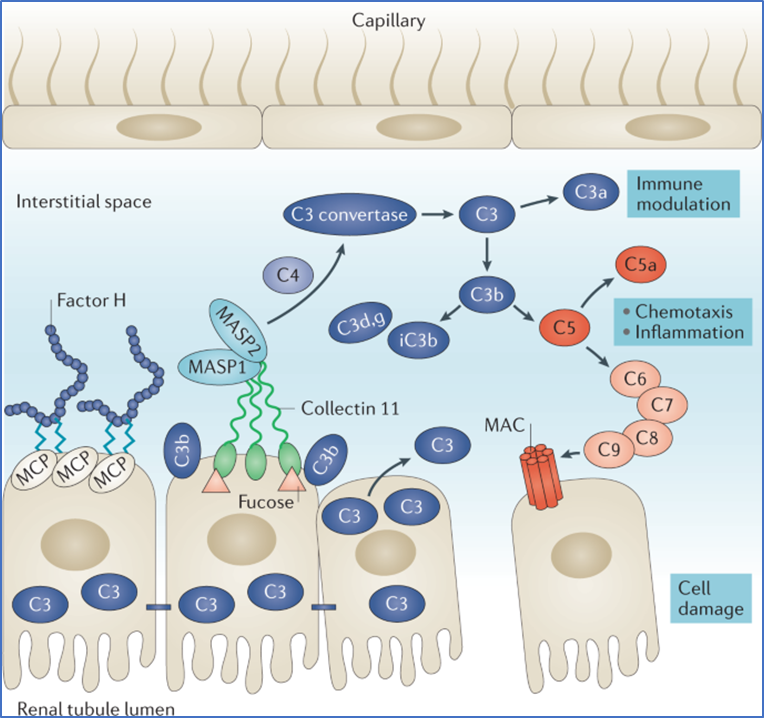 Capillary
Interstitial space
C3 convertase
C3
C3a
Immune
modulation
C4
C3b
C5a
Factor H
MASP2
MASP1
C3d,g
iC3b
C5
• Chemotaxis
• Inflammation
C6
C7
C8
C9
MAC
Collectin 11
MCP
MCP
MCP
C3b
C3b
C3
Fucose
C3
C3
C3
C3
C3
C3
C3
Cell
damage
Renal tubule lumen